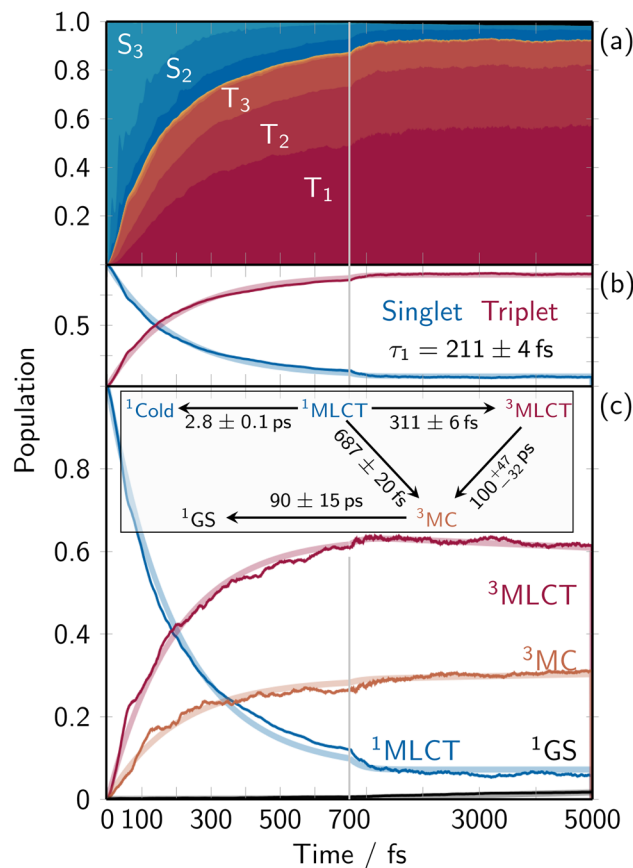 1.0
(a)
S3
S2
0.8
T3
0.6
T2
0.4
T1
0.2
(b)
Singlet Triplet
0.5
τ1 = 211 ± 4 fs
Population
(c)
1Cold
1MLCT
3MLCT
2.8 ± 0.1 ps
311 ± 6 fs
687 ± 20 fs
100 +47 −32 ps
90 ± 15 ps
1GS
3MC
0.8
0.6
3MLCT
0.4
3MC
0.2
1MLCT
1GS
0
0 100 300 500 700 3000 5000
Time / fs